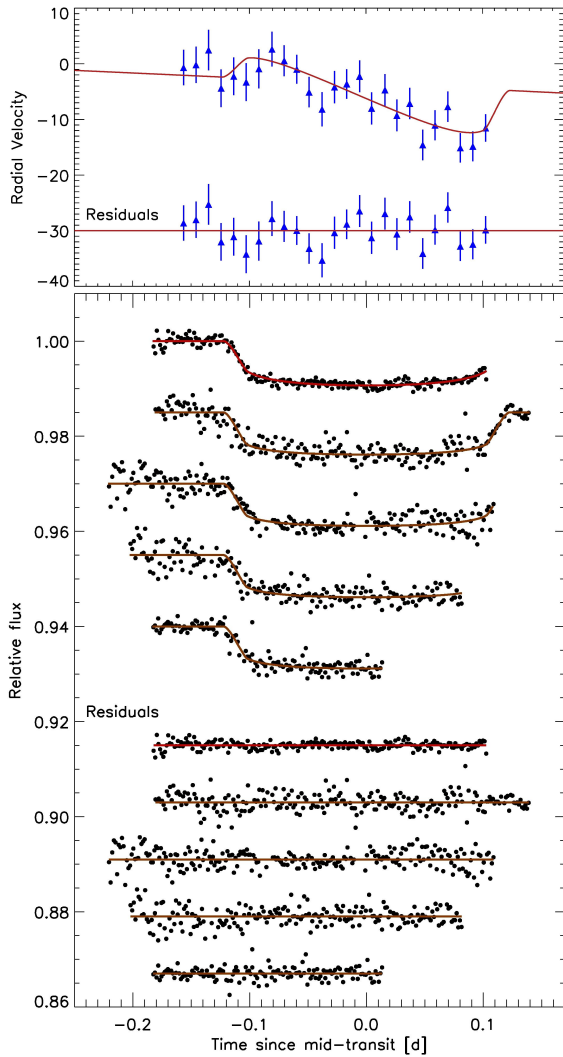 10
0
-10
-20
-30
-40
Radial Velocity
Residuals
1.00
0.98
0.96
0.94
0.92
0.90
0.88
0.86
Relative flux
Residuals
-0.2 -0.1 0.0 0.1
Time since mid-transit [d]